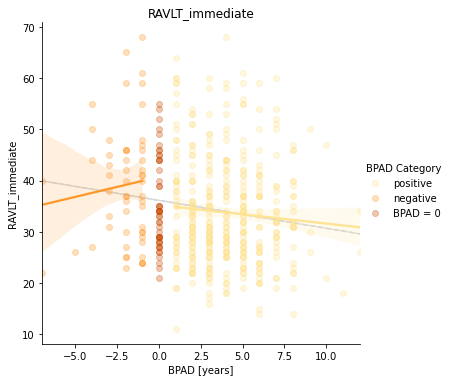 RAVLT_immediate
70
60
50
40
30
20
10
RAVLT_immediate
−5.0
−2.5
0.0
2.5
5.0
7.5
10.0
BPAD [years]
BPAD Category
positive
negative
BPAD = 0